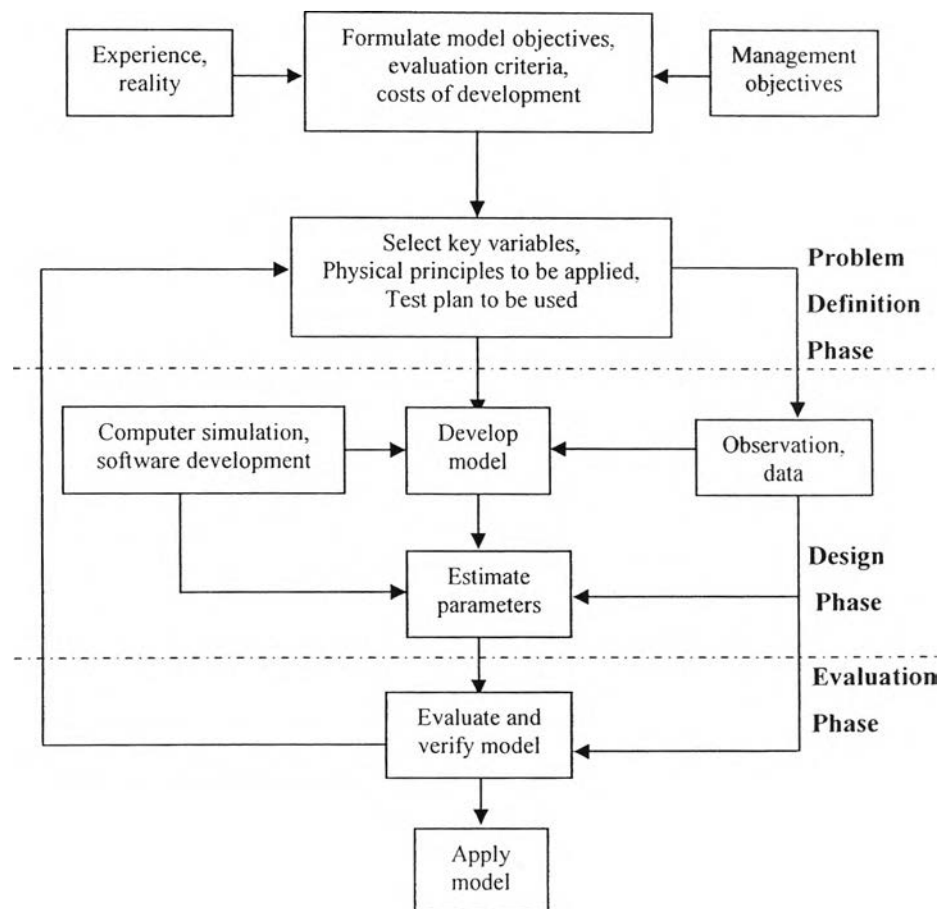 Experience,
reality
Formulate model objectives,
evaluation criteria,
costs of development
Management
objectives
Select key variables,
Physical principles to be applied,
Test plan to be used
Problem
Definition
Phase
Computer simulation,
software development
Develop
model
Observation,
data
Estimate
parameters
Design
Phase
Evaluate and
verify model
Evaluation
Phase
Apply
model